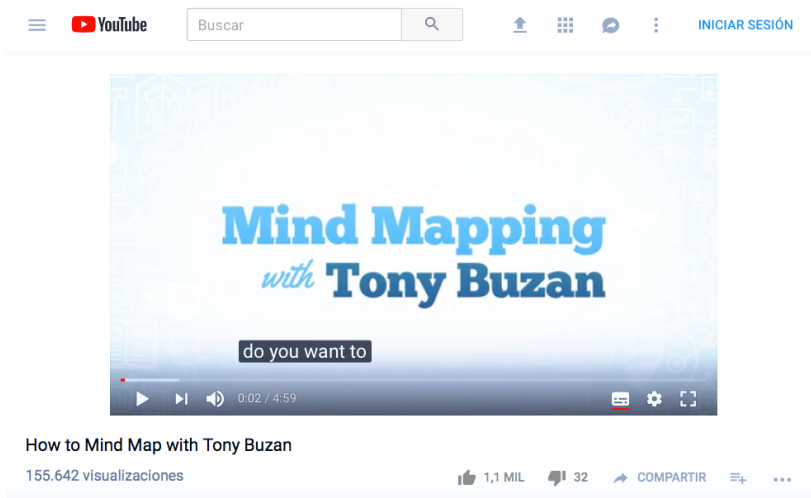 YouTube
Buscar
INICIAR SESIÓN
Mind Mapping
with Tony Buzan
do you want to
0:02 / 4:59
How to Mind Map with Tony Buzan
155.642 visualizaciones
1,1 MIL
32
COMPARTIR